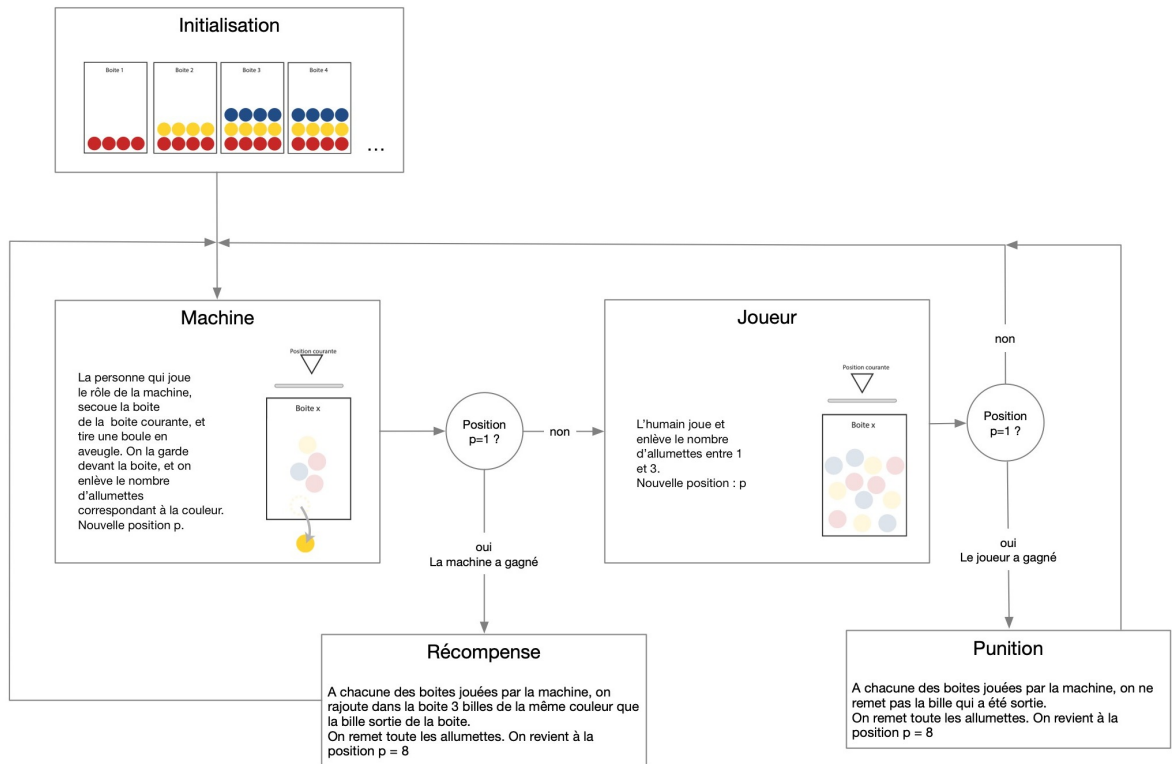 Initialisation
Boite 1
Boite 2
Boite 3
Boite 4
...
Machine
Position courante
La personne qui joue
le rôle de la machine,
secoue la boite
de la  boite courante, et
tire une boule en
aveugle. On la garde
devant la boite, et on
enlève le nombre
d'allumettes
correspondant à la couleur.
Nouvelle position p.
Boite x
Position
p=1 ?
non
oui
La machine a gagné
Joueur
Position courante
L'humain joue et
enlève le nombre
d'allumettes entre 1
et 3.
Nouvelle position : p
Boite x
non
Position
p=1 ?
oui
Le joueur a gagné
Récompense
A chacune des boites jouées par la machine, on
rajoute dans la boite 3 billes de la même couleur que
la bille sortie de la boite.
On remet toute les allumettes. On revient à la
position p = 8
Punition
A chacune des boites jouées par la machine, on ne
remet pas la bille qui a été sortie.
On remet toute les allumettes. On revient à la
position p = 8